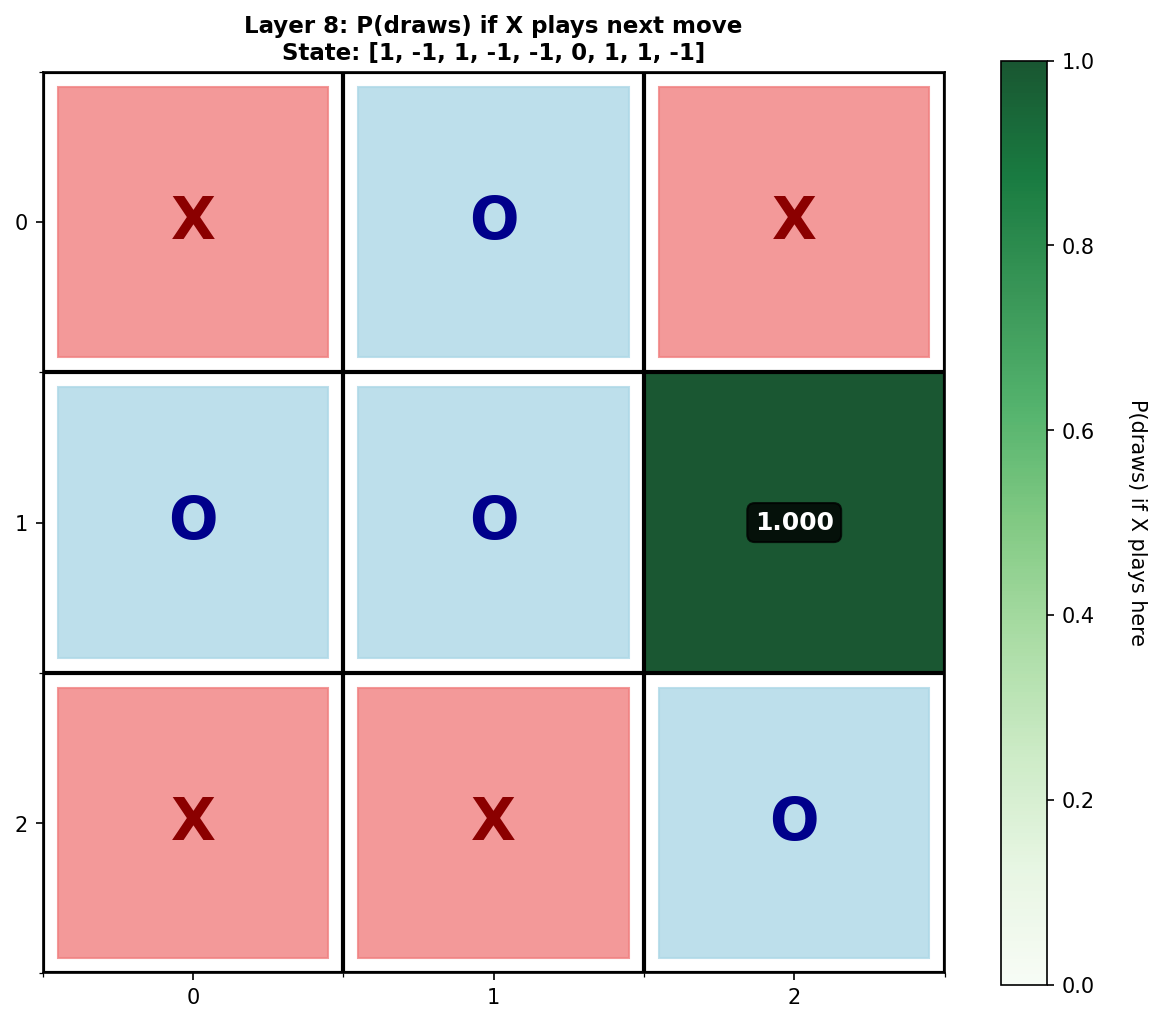 Layer 8: P(draws) if X plays next move
State: [1, -1, 1, -1, -1, 0, 1, 1, -1]
0
X
O
X
1
O
O
1.000
2
X
X
O
0
1
2
1.0
0.8
0.6
0.4
0.2
0.0
P(draws) if X plays here